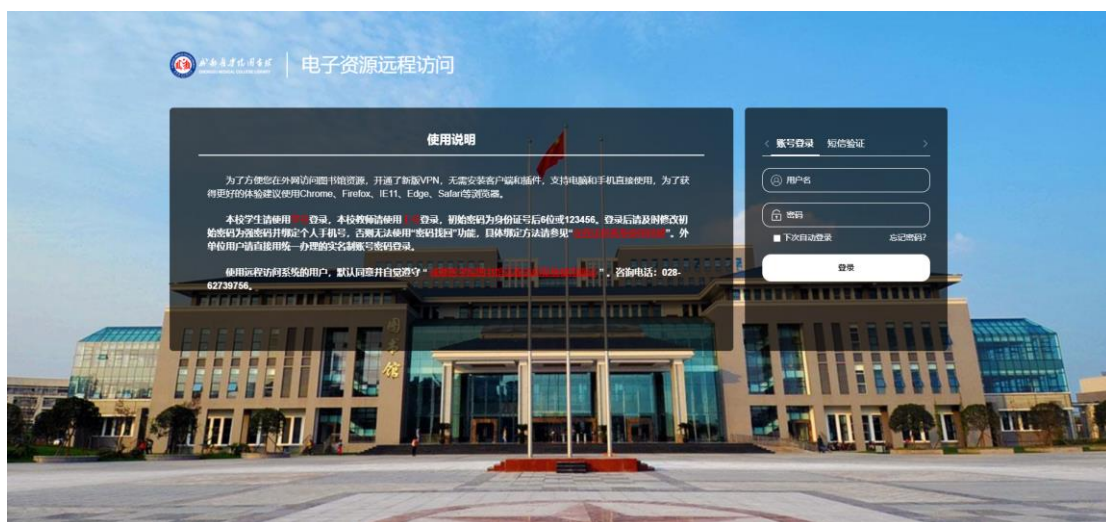 电子资源远程访问
使用说明
为了方便您在外网访问图书馆资源，开通了新版VPN，无需安装客户端和插件，支持电脑和手机直接使用，为了获
得更好的体验建议使用Chrome、Firefox、IE11、Edge、Safari等浏览器。
本校学生请使用 登录，本校教师请使用 登录，初始密码为身份证号后6位或123456。登录后请及时修改初
始密码为强密码并绑定个人手机号，否则无法使用“密码找回”功能，具体绑定方法请参见“ ”。外
单位用户请直接用统一办理的实名制账号密码登录。
使用远程访问系统的用户，默认同意并自觉遵守“ ”。咨询电话：028-
62739756。
账号登录 短信验证
用户名
密码
下次自动登录 忘记密码?
登录
图书馆